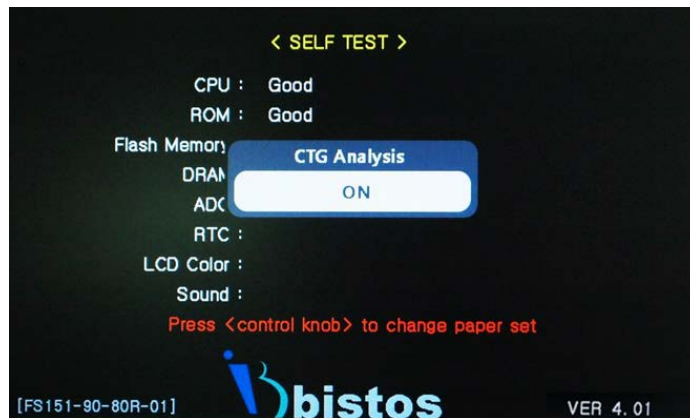 < SELF TEST >
CPU : Good
ROM : Good
Flash Memory
CTG Analysis
DRAM
ON
ADC
RTC :
LCD Color :
Sound :
Press <control knob> to change paper set
bistos
[FS151-90-80R-01]
VER 4.01